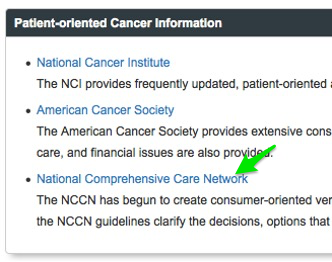 Patient-oriented Cancer Information
National Cancer Institute
The NCI provides frequently updated, patient-oriented
American Cancer Society
The American Cancer Society provides extensive cons
care, and financial issues are also provided.
National Comprehensive Care Network
The NCCN has begun to create consumer-oriented ver
the NCCN guidelines clarify the decisions, options that